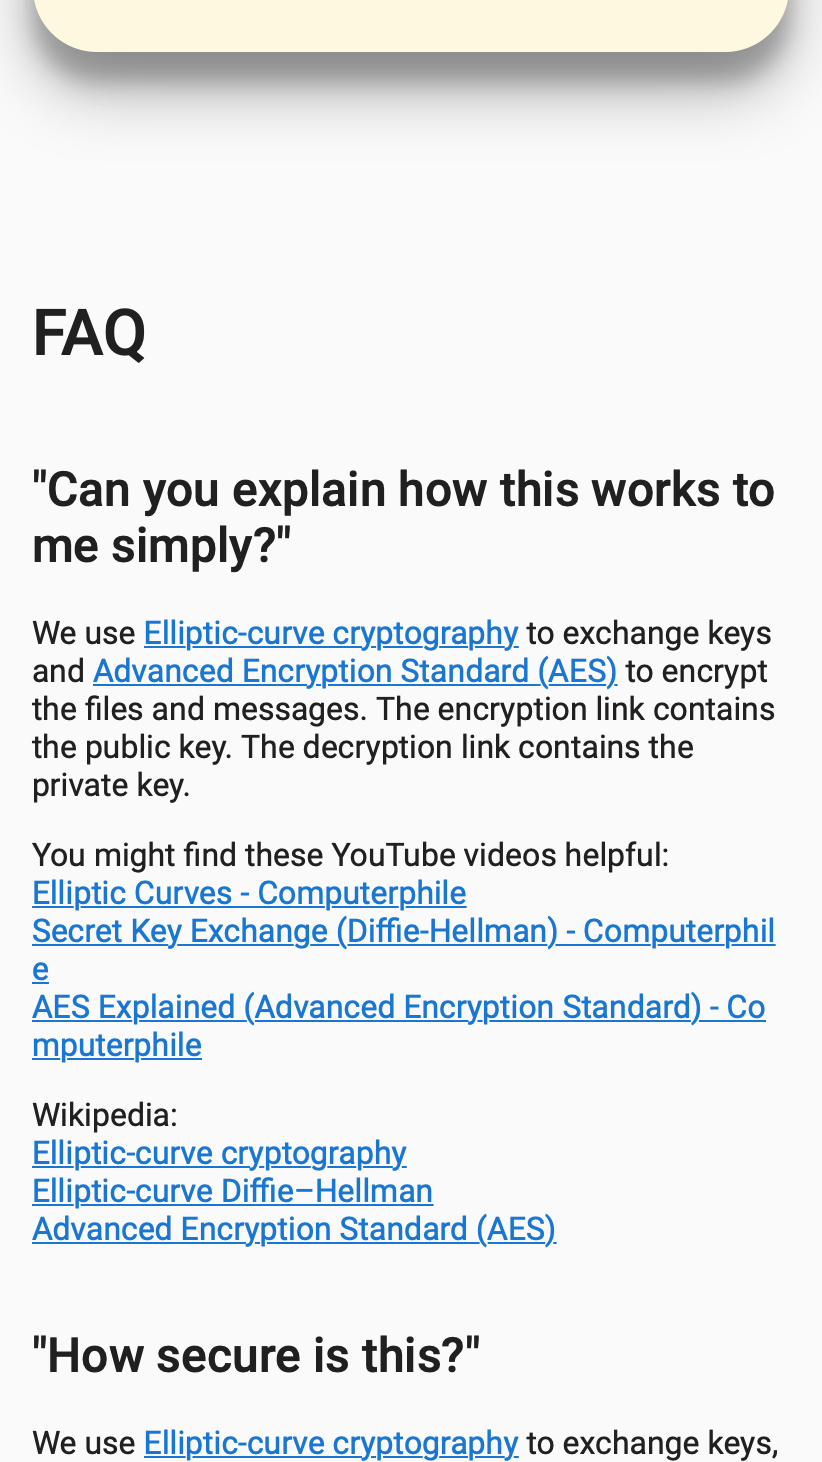 FAQ
"Can you explain how this works to
me simply?"
We use Elliptic-curve cryptography to exchange keys
and Advanced Encryption Standard (AES) to encrypt
the files and messages. The encryption link contains
the public key. The decryption link contains the
private key.
You might find these YouTube videos helpful:
Elliptic Curves - Computerphile
Secret Key Exchange (Diffie-Hellman) - Computerphil
e
AES Explained (Advanced Encryption Standard) - Co
mputerphile
Wikipedia:
Elliptic-curve cryptography
Elliptic-curve Diffie–Hellman
Advanced Encryption Standard (AES)
"How secure is this?"
We use Elliptic-curve cryptography to exchange keys,